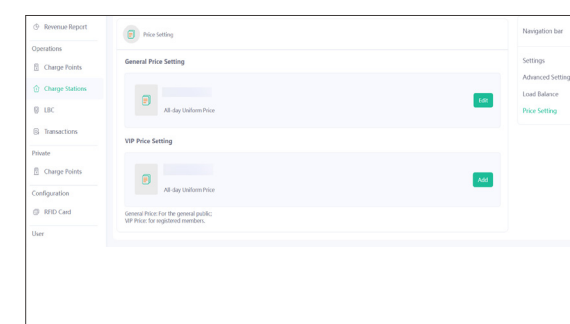 Revenue Report
Operations
Charge Points
Charge Stations
LBC
Transactions
Private
Charge Points
Configuration
RFID Card
User
Price Setting
General Price Setting
All-day Uniform Price
Edit
VIP Price Setting
All-day Uniform Price
Add
General Price: For the general public;
VIP Price: for registered members.
Navigation bar
Settings
Advanced Setting
Load Balance
Price Setting